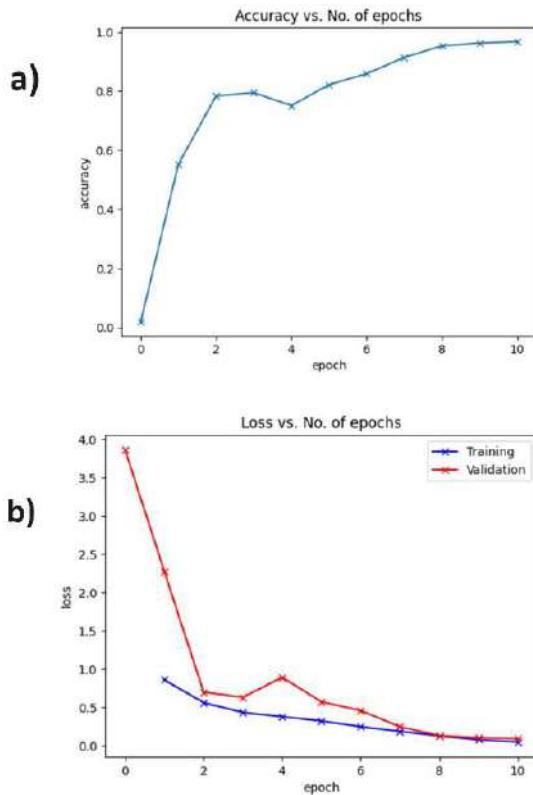 a)
Accuracy vs. No. of epochs
1.0
0.8
0.6
0.4
0.2
0.0
accuracy
0 2 4 6 8 10
epoch
b)
Loss vs. No. of epochs
Training
Validation
4.0
3.5
3.0
2.5
2.0
1.5
1.0
0.5
0.0
loss
0 2 4 6 8 10
epoch